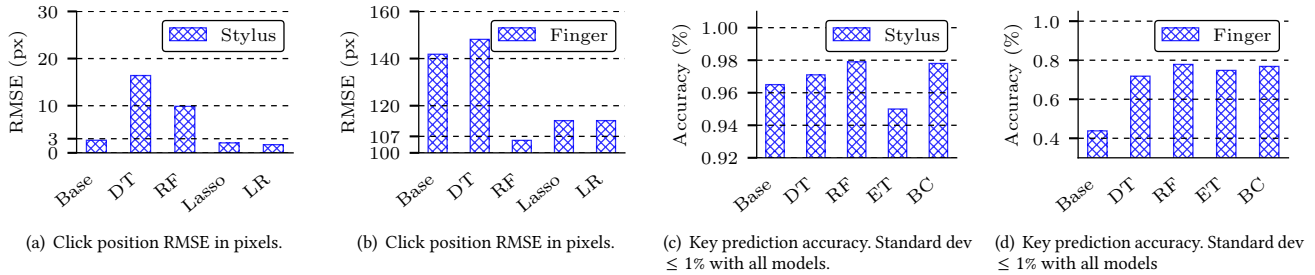 30
20
10
3
0
RMSE (px)
Stylus
Base
DT
RF
Lasso
LR
(a) Click position RMSE in pixels.
160
140
120
107
100
RMSE (px)
Finger
Base
DT
RF
Lasso
LR
(b) Click position RMSE in pixels.
1.00
0.98
0.96
0.94
0.92
Accuracy (%)
Stylus
Base
DT
RF
ET
BC
(c) Key prediction accuracy. Standard dev
≤ 1% with all models.
1.0
0.8
0.6
0.4
Accuracy (%)
Finger
Base
DT
RF
ET
BC
(d) Key prediction accuracy. Standard dev
≤ 1% with all models